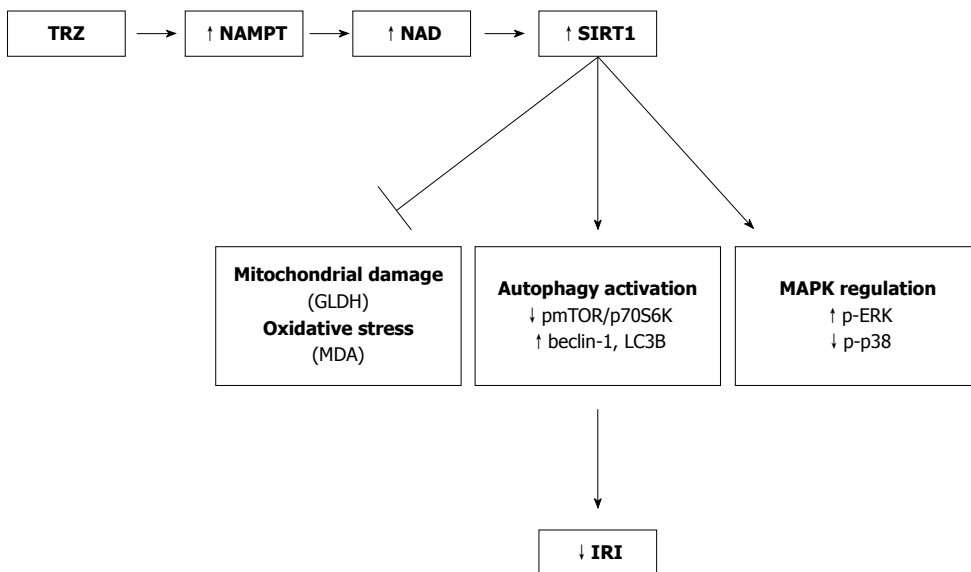 TRZ
↑ NAMPT
↑ NAD
↑ SIRT1
Mitochondrial damage
(GLDH)
Oxidative stress
(MDA)
Autophagy activation
↓ pmTOR/p70S6K
↑ beclin-1, LC3B
MAPK regulation
↑ p-ERK
↓ p-p38
↓ IRI